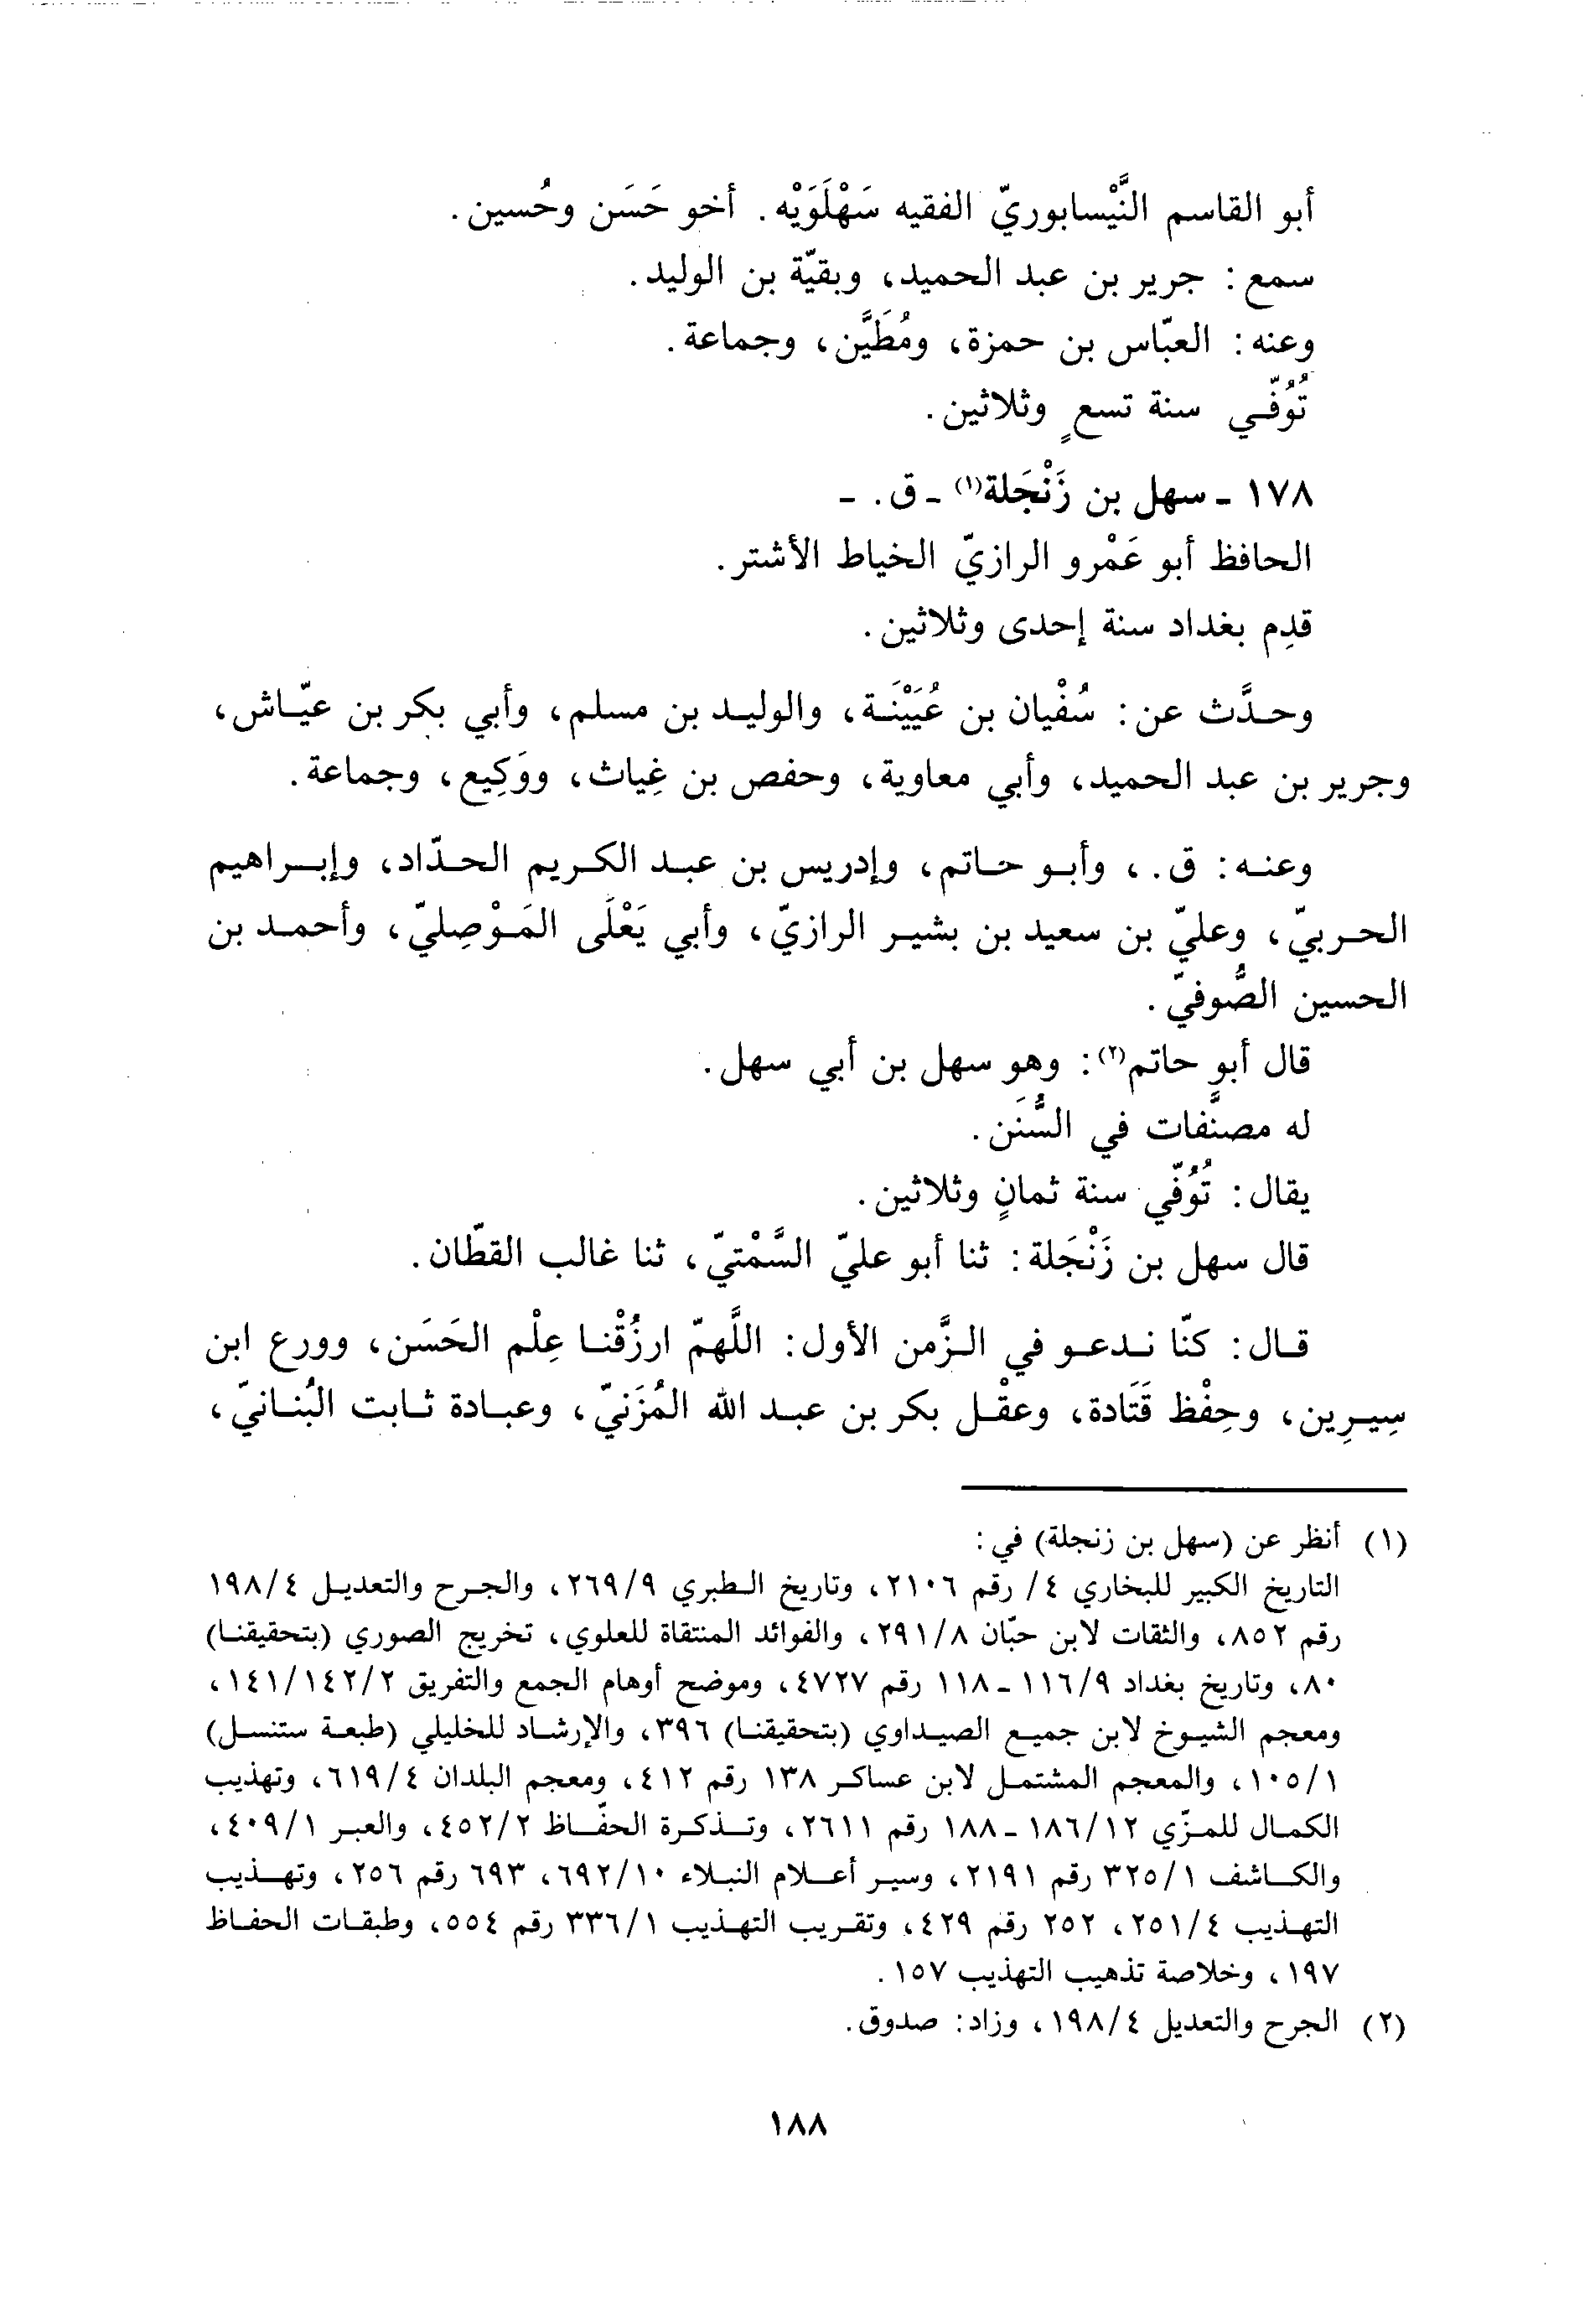 أبو القاسم النَّيْسابوريّ الفقيه سَهْلَوَيْه. أخو حَسَن وحُسين.
سمع: جرير بن عبد الحميد، وبقيّة بن الوليد.
وعنه: العبّاس بن حمزة، ومُطَيَّن، وجماعة.
تُوُفّي سنة تسعٍ وثلاثين.
١٧٨ ـ سهل بن زَنْجَلة(١) ـ ق. ـ
الحافظ أبو عَمْرو الرازيّ الخياط الأشتر.
قدِم بغداد سنة إحدى وثلاثين.
وحدَّث عن: سُفْيان بن عُيَيْنَة، والوليد بن مسلم، وأبي بكر بن عيّاش،
وجرير بن عبد الحميد، وأبي معاوية، وحفص بن غِياث، ووَكِيع، وجماعة.
وعنه: ق.، وأبو حاتم، وإدريس بن عبد الكريم الحدّاد، وإبراهيم
الحربيّ، وعليّ بن سعيد بن بشير الرازيّ، وأبي يَعْلَى المَوْصِليّ، وأحمد بن
الحسين الصُّوفيّ.
قال أبو حاتم(٢): وهو سهل بن أبي سهل.
له مصنَّفات في السُّنَن.
يقال: تُوُفّي سنة ثمانٍ وثلاثين.
قال سهل بن زَنْجَلة: ثنا أبو عليّ السَّمْتيّ، ثنا غالب القطّان.
قال: كنّا ندعو في الزَّمن الأول: اللَّهمّ ارزُقْنا عِلْم الحَسَن، وورع ابن
سِيرِين، وحِفْظ قَتَادة، وعقْل بكر بن عبد الله المُزَنيّ، وعبادة ثابت البُنانيّ،
(١) أنظر عن (سهل بن زنجلة) في:
التاريخ الكبير للبخاري ٤/ رقم ٢١٠٦، وتاريخ الطبري ٢٦٩/٩، والجرح والتعديل ١٩٨/٤
رقم ٨٥٢، والثقات لابن حبّان ٢٩١/٨، والفوائد المنتقاة للعلوي، تخريج الصوري (بتحقيقنا)
٨٠، وتاريخ بغداد ١١٦/٩ ـ ١١٨ رقم ٤٧٢٧، وموضح أوهام الجمع والتفريق ١٤١/١٤٢/٢،
ومعجم الشيوخ لابن جميع الصيداوي (بتحقيقنا) ٣٩٦، والإرشاد للخليلي (طبعة ستنسل)
١٠٥/١، والمعجم المشتمل لابن عساكر ١٣٨ رقم ٤١٢، ومعجم البلدان ٦١٩/٤، وتهذيب
الكمال للمزّي ١٨٦/١٢ ـ ١٨٨ رقم ٢٦١١، وتذكرة الحفّاظ ٤٥٢/٢، والعبر ٤٠٩/١،
والكاشف ٣٢٥/١ رقم ٢١٩١، وسير أعلام النبلاء ٦٩٢/١٠، ٦٩٣ رقم ٢٥٦، وتهذيب
التهذيب ٢٥١/٤، ٢٥٢ رقم ٤٢٩، وتقريب التهذيب ٣٣٦/١ رقم ٥٥٤، وطبقات الحفاظ
١٩٧، وخلاصة تذهيب التهذيب ١٥٧.
(٢) الجرح والتعديل ١٩٨/٤، وزاد: صدوق.
١٨٨